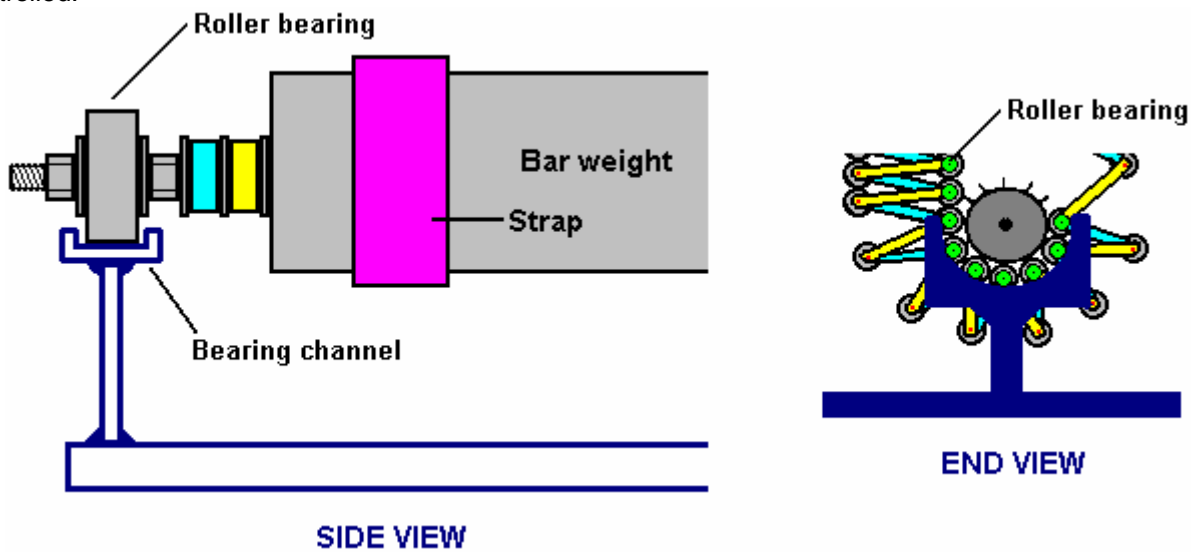 Roller bearing
Bar weight
Strap
Bearing channel
SIDE VIEW
Roller bearing
END VIEW